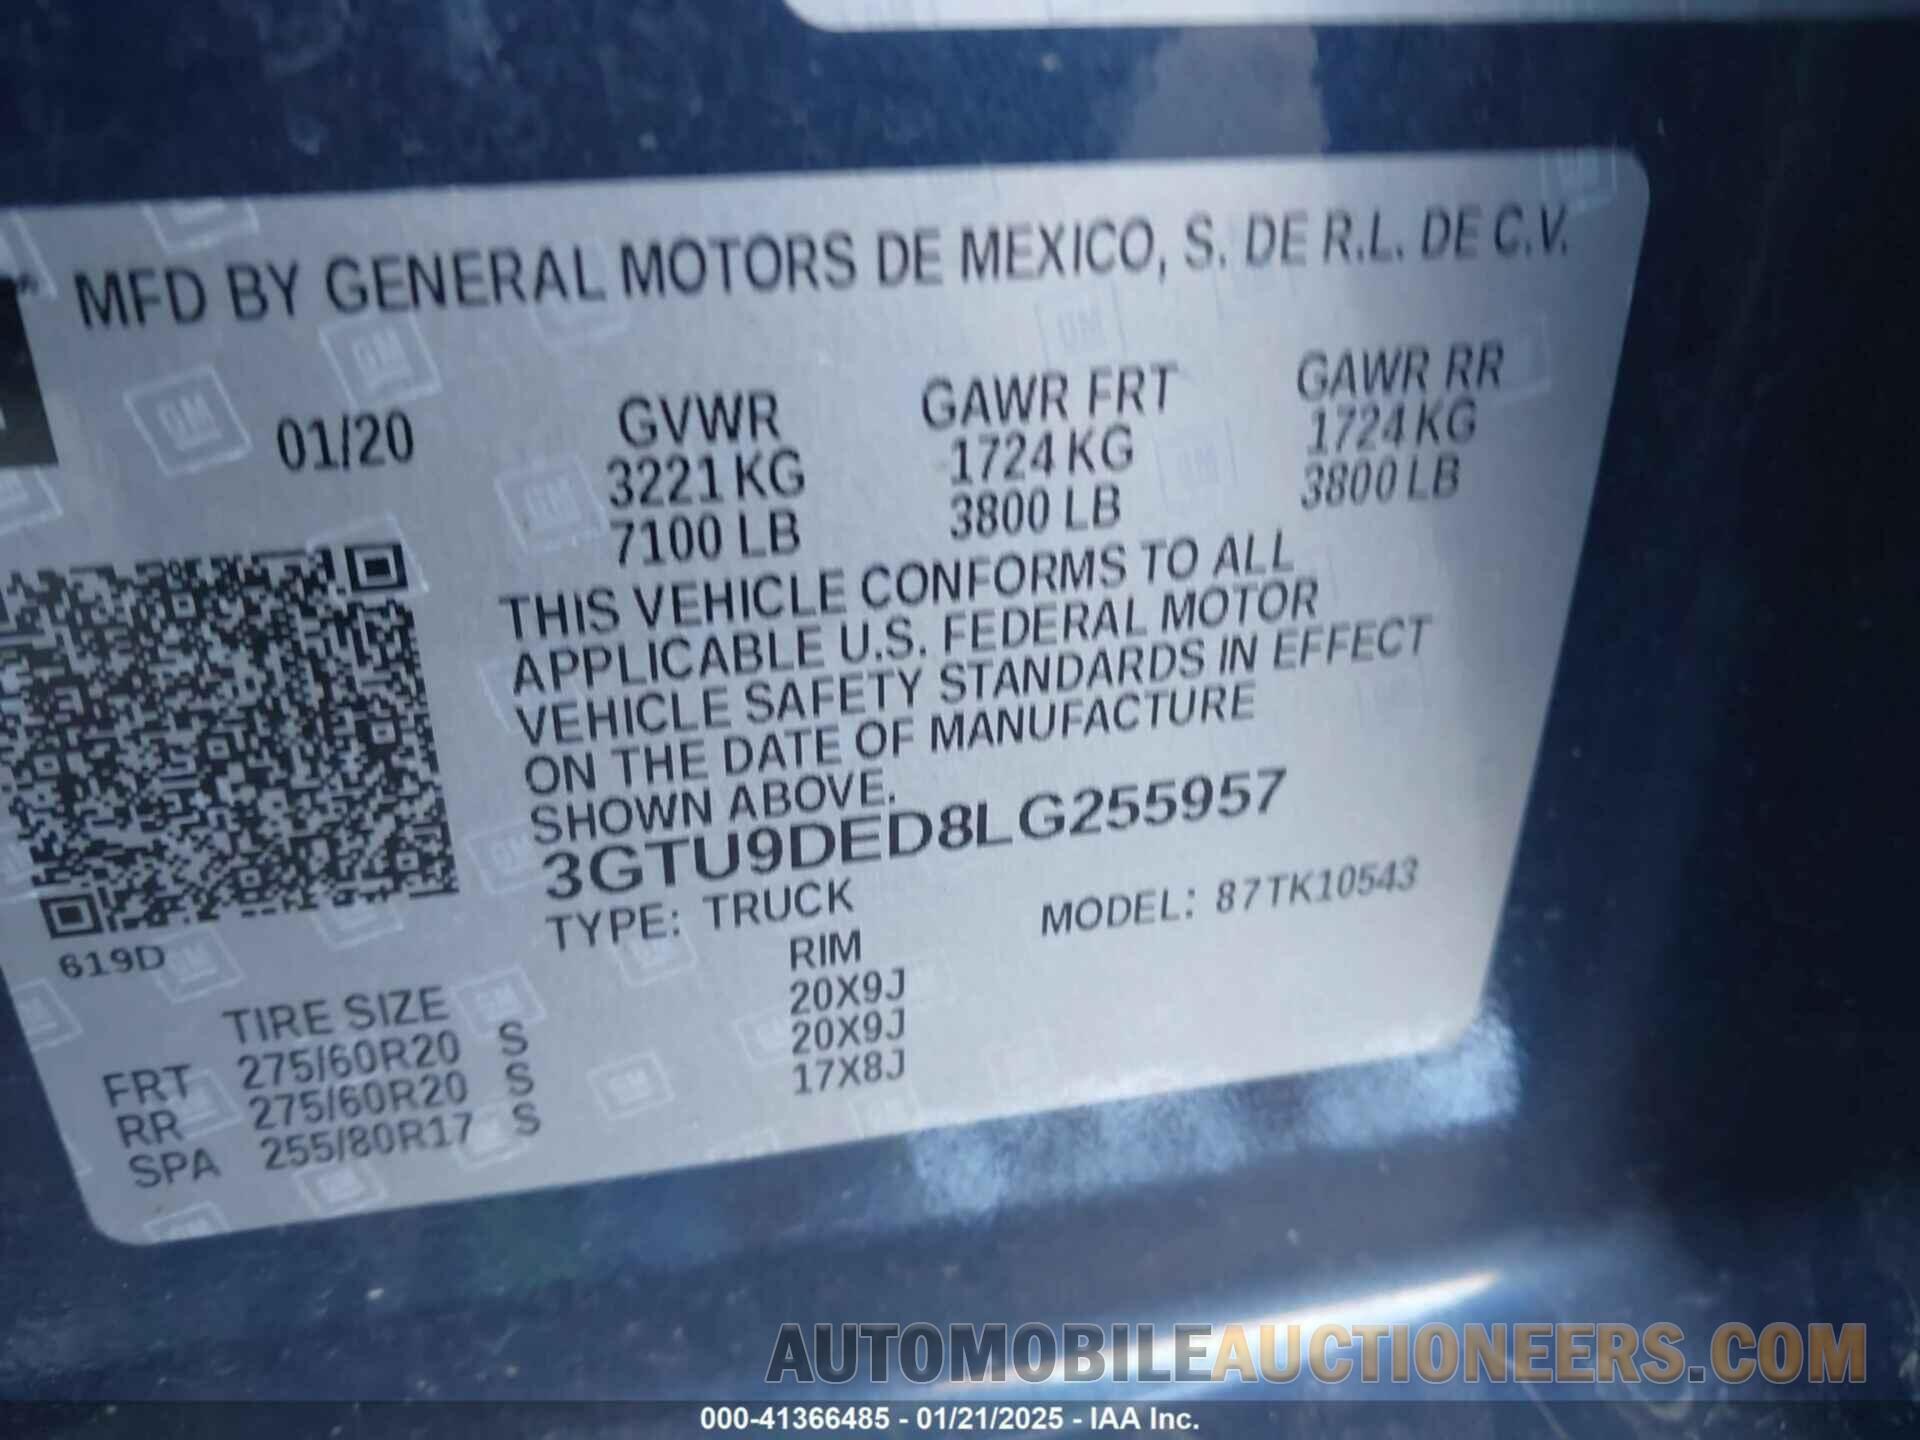 MFD BY GENERAL MOTORS DE MEXICO, S. DE R.L. DE C.V.
01/20
GVWR
3221 KG
7100 LB
GAWR FRT
1724 KG
3800 LB
GAWR RR
1724 KG
3800 LB
THIS VEHICLE CONFORMS TO ALL
APPLICABLE U.S. FEDERAL MOTOR
VEHICLE SAFETY STANDARDS IN EFFECT
ON THE DATE OF MANUFACTURE
SHOWN ABOVE.
3GTU9DED8LG255957
TYPE: TRUCK
MODEL: 87TK10543
619D
TIRE SIZE RIM
FRT 275/60R20 S 20X9J
RR 275/60R20 S 20X9J
SPA 255/80R17 S 17X8J
AUTOMOBILEAUCTIONEERS.COM
000-41366485 - 01/21/2025 - IAA Inc.